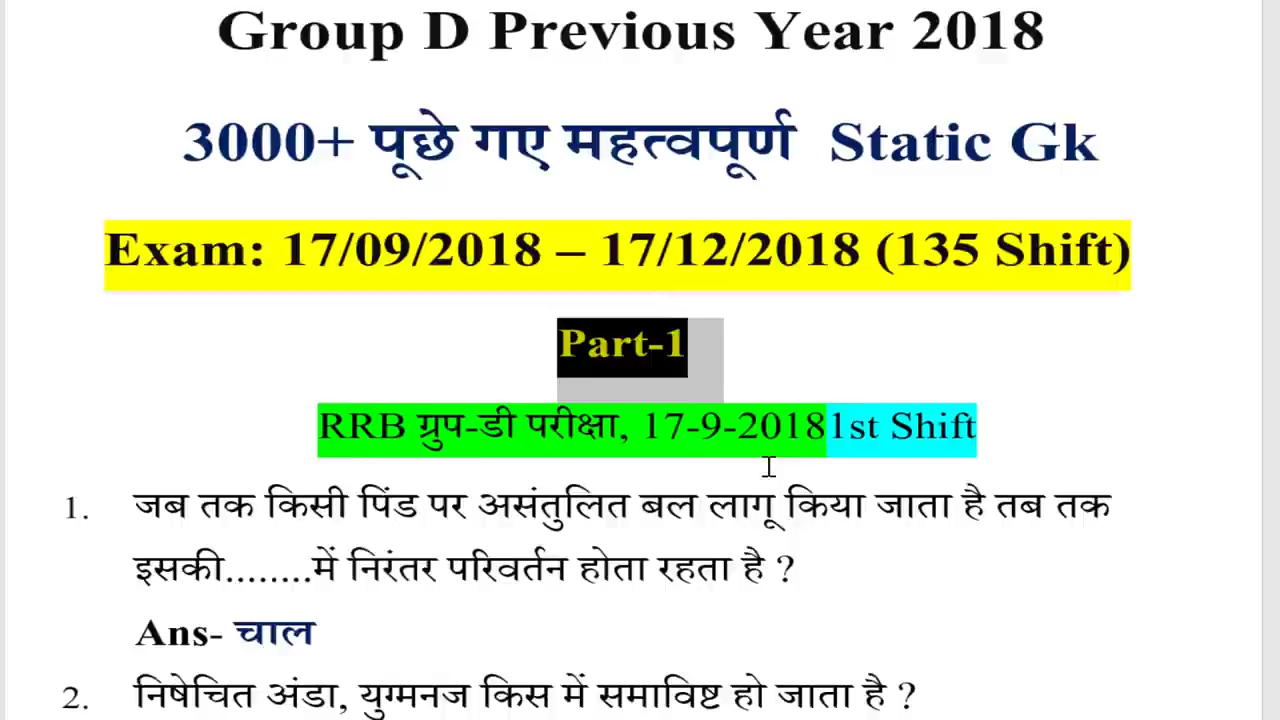 Group D Previous Year 2018
3000+ पूछे गए महत्वपूर्ण Static Gk
Exam: 17/09/2018 – 17/12/2018 (135 Shift)
Part-1
RRB ग्रुप-डी परीक्षा, 17-9-20181st Shift
1. जब तक किसी पिंड पर असंतुलित बल लागू किया जाता है तब तक
इसकी........में निरंतर परिवर्तन होता रहता है ?
Ans- चाल
2. निषेचित अंडा, युग्मनज किस में समाविष्ट हो जाता है ?